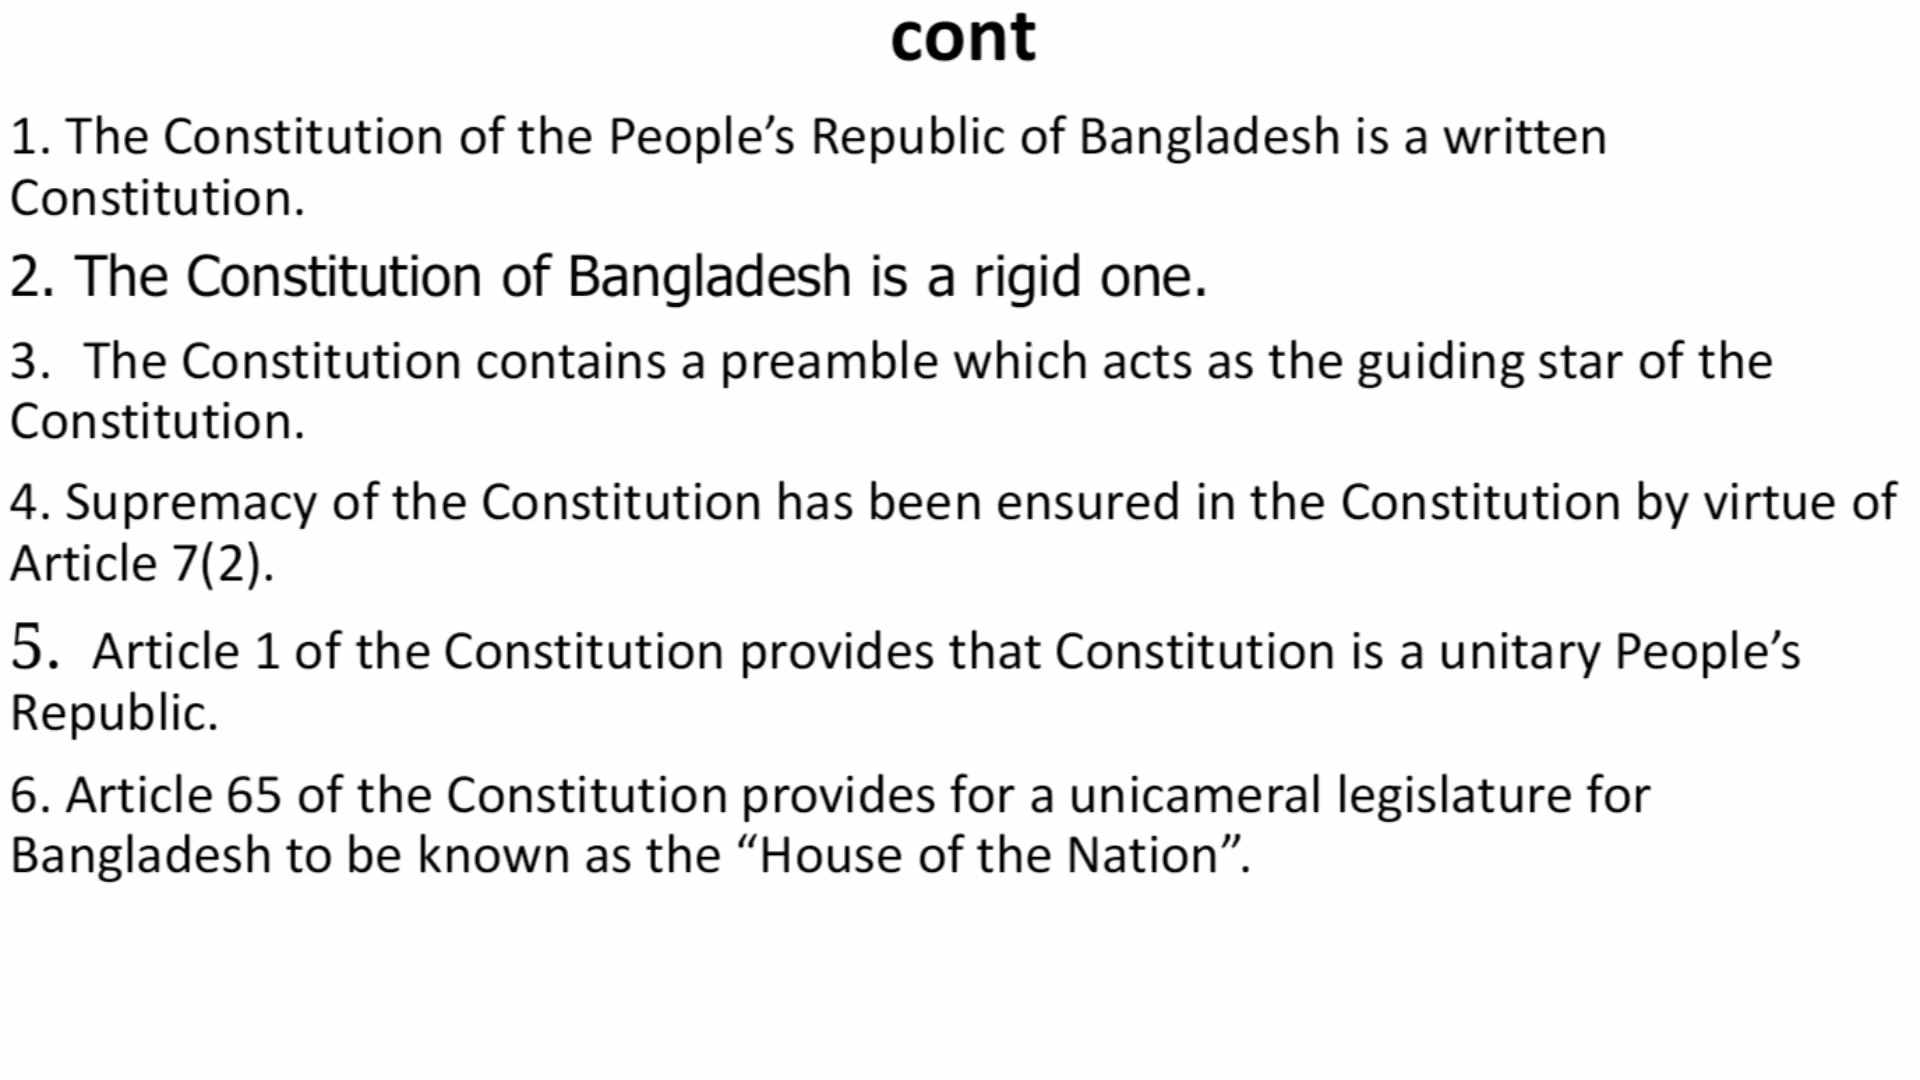 cont
1. The Constitution of the People’s Republic of Bangladesh is a written
Constitution.
2. The Constitution of Bangladesh is a rigid one.
3.  The Constitution contains a preamble which acts as the guiding star of the
Constitution.
4. Supremacy of the Constitution has been ensured in the Constitution by virtue of
Article 7(2).
5.  Article 1 of the Constitution provides that Constitution is a unitary People’s
Republic.
6. Article 65 of the Constitution provides for a unicameral legislature for
Bangladesh to be known as the “House of the Nation”.